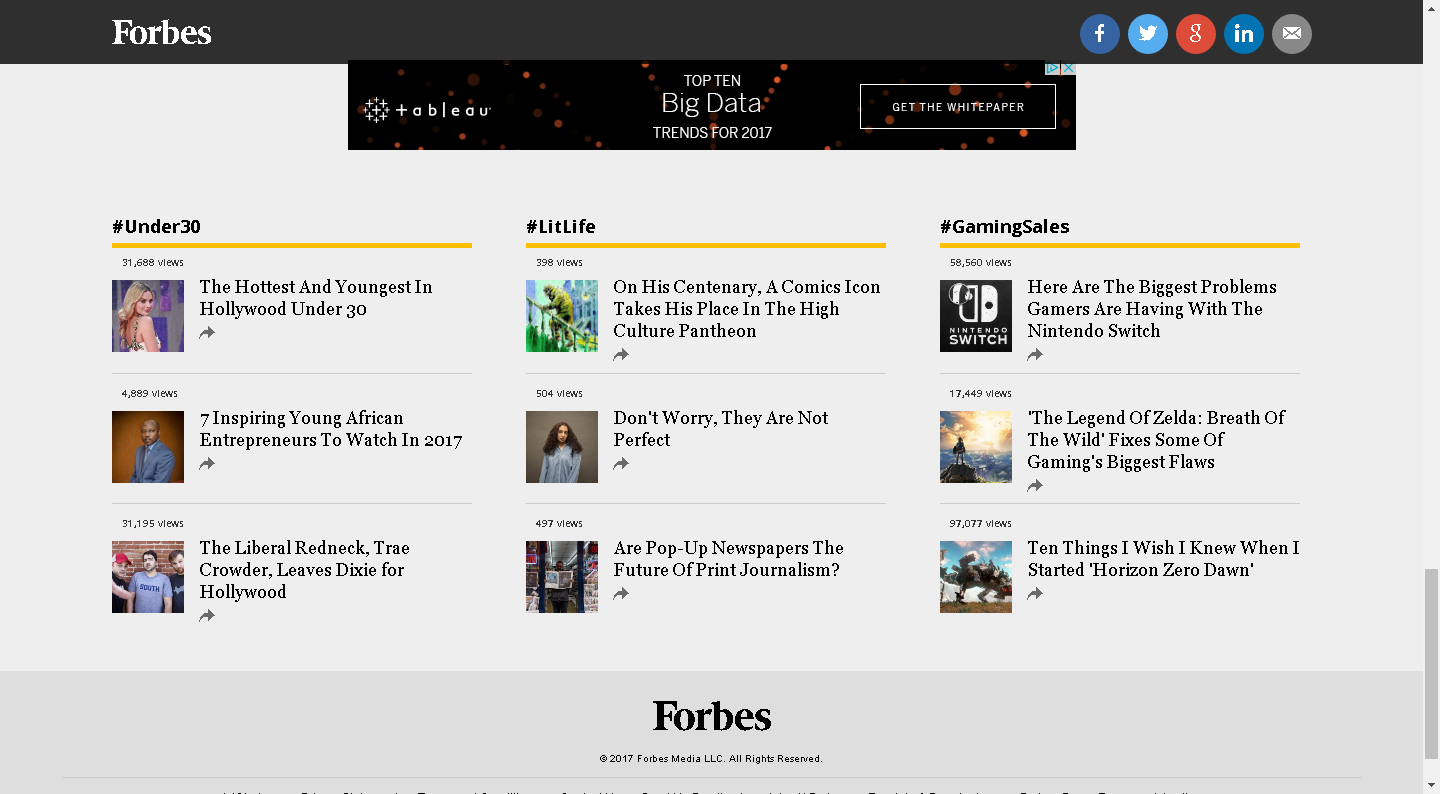 Forbes
+ a b l e a u
TOP TEN
Big Data
TRENDS FOR 2017
GET THE WHITEPAPER
#Under30
31,688 views
The Hottest And Youngest In
Hollywood Under 30
4,889 views
7 Inspiring Young African
Entrepreneurs To Watch In 2017
31,195 views
SOUTH
The Liberal Redneck, Trae
Crowder, Leaves Dixie for
Hollywood
#LitLife
398 views
On His Centenary, A Comics Icon
Takes His Place In The High
Culture Pantheon
504 views
Don't Worry, They Are Not
Perfect
497 views
Are Pop-Up Newspapers The
Future Of Print Journalism?
#GamingSales
58,560 views
NINTENDO
SWITCH
Here Are The Biggest Problems
Gamers Are Having With The
Nintendo Switch
17,449 views
'The Legend Of Zelda: Breath Of
The Wild' Fixes Some Of
Gaming's Biggest Flaws
97,077 views
Ten Things I Wish I Knew When I
Started 'Horizon Zero Dawn'
Forbes
© 2017 Forbes Media LLC. All Rights Reserved.